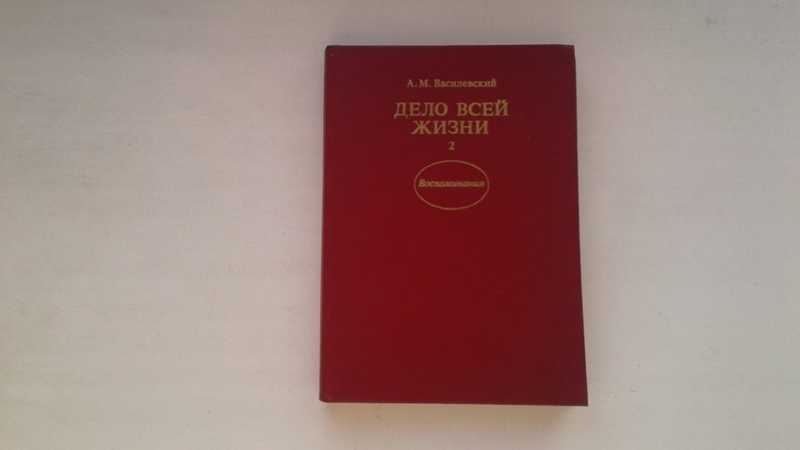 А. М. Василевский
ДЕЛО ВСЕЙ
ЖИЗНИ
2
Воспоминания